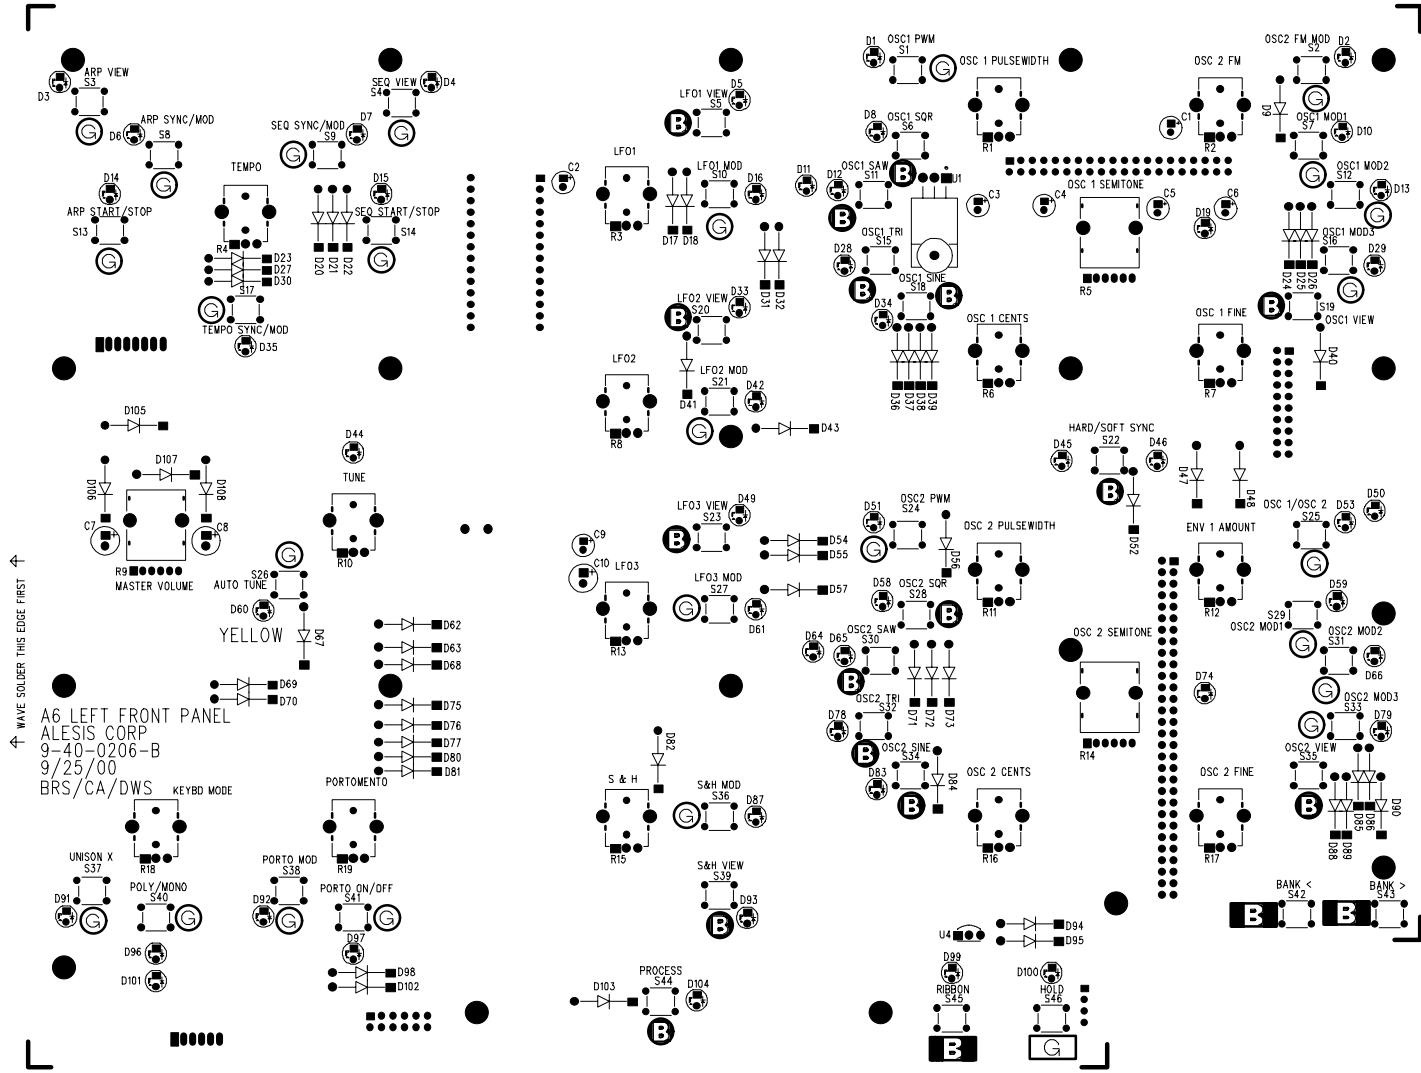 D1
OSC1 PWM
S1
G
OSC 1 PULSEWIDTH
R1
OSC 2 FM
R2
C1
OSC2 FM MOD
S2
D2
G
D9
ARP VIEW
S3
D3
G
SEQ VIEW
S4
D4
G
LFO1 VIEW
S5
D5
B
D8
OSC1 SQR
S6
B
OSC1 MOD1
S7
D10
G
ARP SYNC/MOD
S8
D6
G
SEQ SYNC/MOD
S9
D7
G
TEMPO
R4
C2
LFO1
R3
LFO1 MOD
S10
D16
G
D17
D18
D11
D12
OSC1 SAW
S11
B
U1
C3
C4
OSC 1 SEMITONE
R5
C5
C6
D19
OSC1 MOD2
S12
D13
G
D14
ARP START/STOP
S13
G
D15
SEQ START/STOP
S14
G
D20
D21
D22
D23
D27
D30
S17
G
TEMPO SYNC/MOD
D35
D28
OSC1 TRI
S15
B
OSC1 SINE
S18
B
D34
OSC1 MOD3
S16
D29
G
D24
D25
D26
B
S19
OSC1 VIEW
D31
D32
LFO2 VIEW
S20
D33
B
LFO2
R8
LFO2 MOD
S21
D42
G
D41
D43
D36
D37
D38
D39
OSC 1 CENTS
R6
OSC 1 FINE
R7
D40
D105
D107
D106
D108
C7
C8
R9
MASTER VOLUME
D44
TUNE
R10
G
S26
AUTO TUNE
D60
YELLOW
D67
HARD/SOFT SYNC
D45
S22
D46
B
D47
D48
D52
LFO3 VIEW
S23
D49
B
C9
C10
LFO3
R13
LFO3 MOD
S27
G
D61
D54
D55
D57
D51
OSC2 PWM
S24
G
D56
OSC 2 PULSEWIDTH
R11
ENV 1 AMOUNT
R12
OSC 1/OSC 2
S25
D53
D50
G
D58
OSC2 SQR
S28
B
D59
S29
OSC2 MOD1
G
D64
D65
OSC2 SAW
S30
B
D71
D72
D73
OSC 2 SEMITONE
R14
D74
OSC2 MOD2
S31
D66
G
D62
D63
D68
D69
D70
D75
D76
D77
D80
D81
WAVE SOLDER THIS EDGE FIRST
A6 LEFT FRONT PANEL
ALESIS CORP
9-40-0206-B
9/25/00
BRS/CA/DWS
D78
OSC2 TRI
S32
B
OSC2 MOD3
S33
D79
G
D82
OSC2 SINE
S34
D83
B
D84
OSC 2 CENTS
R16
OSC 2 FINE
R17
OSC2 VIEW
S35
B
D85
D86
D88
D89
D90
KEYBD MODE
R18
PORTOMENTO
R19
S & H
R15
S&H MOD
S36
D87
G
UNISON X
S37
D91
G
PORTO MOD
S38
D92
G
POLY/MONO
S40
G
D96
D101
PORTO ON/OFF
S41
G
D97
D98
D102
S&H VIEW
S39
D93
B
BANK <
S42
B
BANK >
S43
B
U4
D94
D95
D99
RIBBON
S45
B
D100
HOLD
S46
G
D103
PROCESS
S44
D104
B